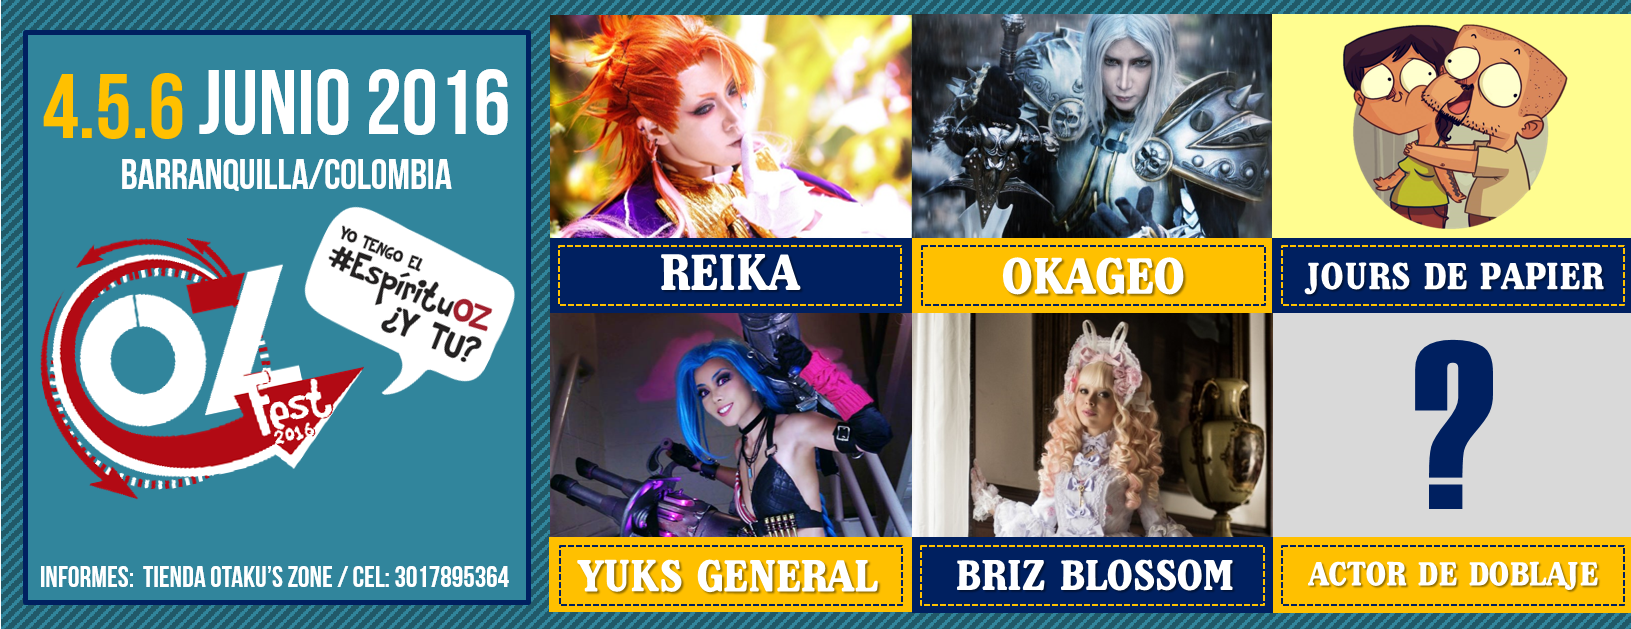 4.5.6 JUNIO 2016
BARRANQUILLA/COLOMBIA
YO TENGO EL
#EspírituOZ
¿Y TU?
OZ
fest
2016
INFORMES: TIENDA OTAKU'S ZONE / CEL: 3017895364
REIKA
OKAGEO
JOURS DE PAPIER
YUKS GENERAL
BRIZ BLOSSOM
?
ACTOR DE DOBLAJE